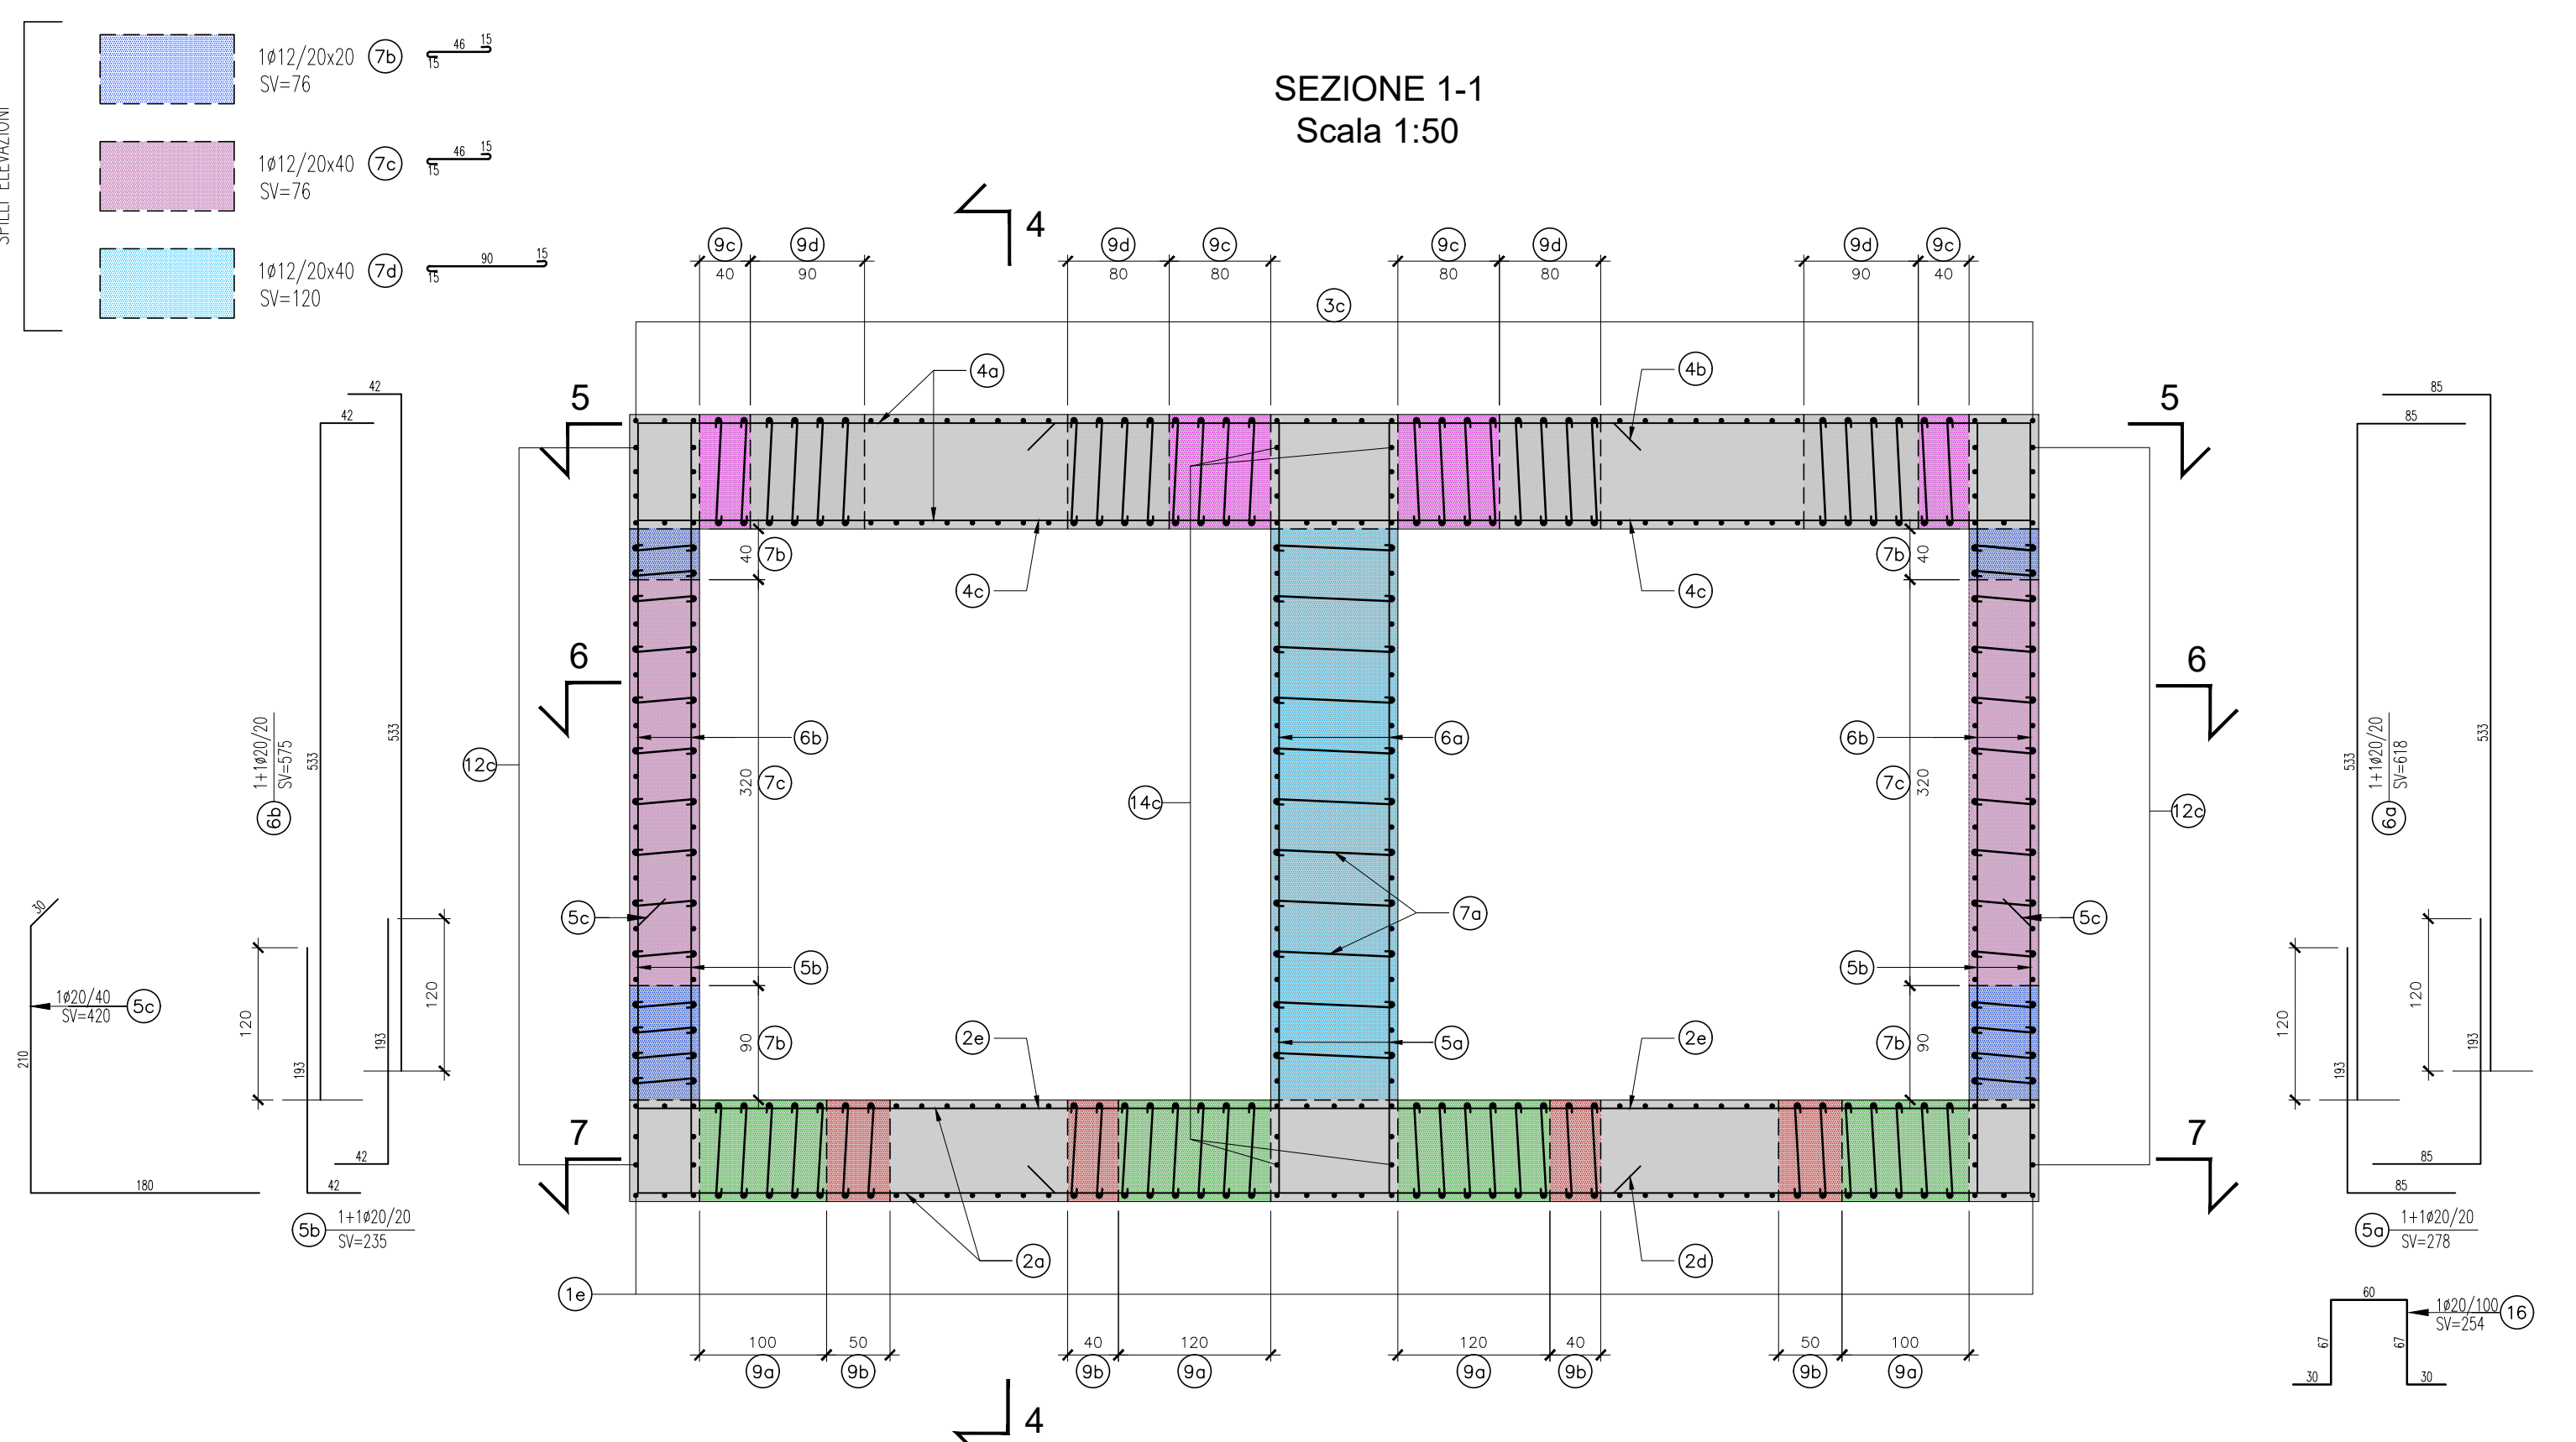 SPILLI ELEVAZIONI
1ø12/20x20 7b
SV=76
46 15
15
1ø12/20x40 7c
SV=76
46 15
15
1ø12/20x40 7d
SV=120
90 15
15
SEZIONE 1-1
Scala 1:50
4
9c 9d 9d 9c 9c 9d 9d 9c
40 90 80 80 80 80 90 40
3c
4a 4b
5 5
4c 4c
40 7b 7b 40
6 6
6b 6a 6b
320 7c 7c 320
12c 14c 12c
7a
5c 5c
5b 5b
2e 2e
90 7b 5a 7b 90
7 7
2a 2d
1e
100 50 40 120 120 40 50 100
9a 9b 9b 9a 9a 9b 9b 9a
4
42
42
533
533
1+1ø20/20
SV=575
6b
30
1ø20/40
SV=420
5c
210
180
120
120
193
193
42
42
5b
1+1ø20/20
SV=235
85
85
533
533
1+1ø20/20
SV=618
6a
120
120
193
193
85
85
5a
1+1ø20/20
SV=278
60
1ø20/100 16
SV=254
67 67
30 30